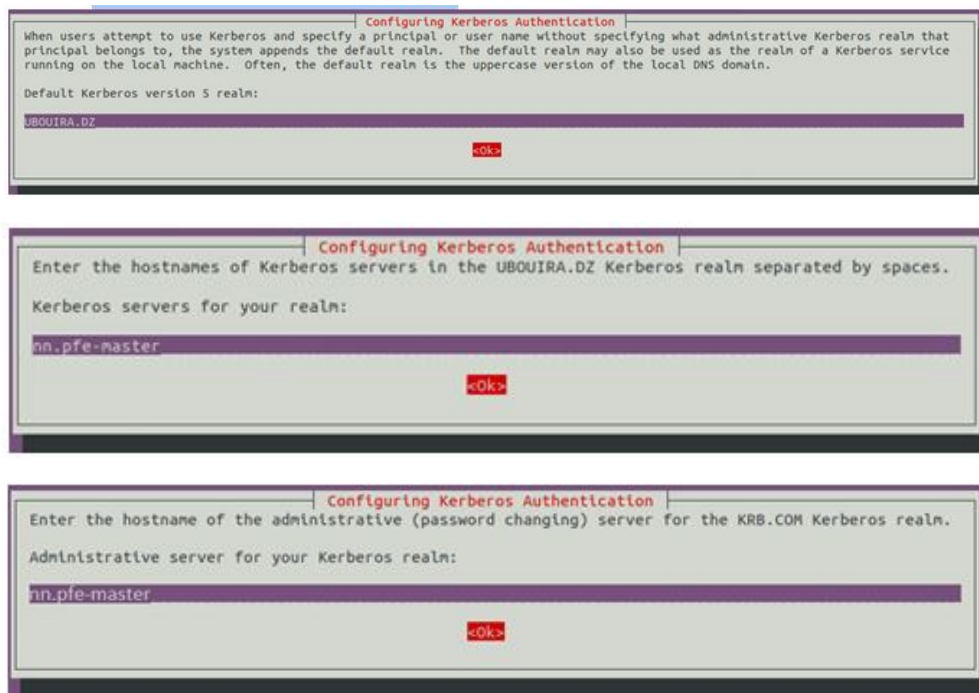 Configuring Kerberos Authentication
When users attempt to use Kerberos and specify a principal or user name without specifying what administrative Kerberos realm that
principal belongs to, the system appends the default realm.  The default realm may also be used as the realm of a Kerberos service
running on the local machine.  Often, the default realm is the uppercase version of the local DNS domain.
Default Kerberos version 5 realm:
UBOUIRA.DZ
<Ok>
Configuring Kerberos Authentication
Enter the hostnames of Kerberos servers in the UBOUIRA.DZ Kerberos realm separated by spaces.
Kerberos servers for your realm:
nn.pfe-master
<Ok>
Configuring Kerberos Authentication
Enter the hostname of the administrative (password changing) server for the KRB.COM Kerberos realm.
Administrative server for your Kerberos realm:
nn.pfe-master
<Ok>